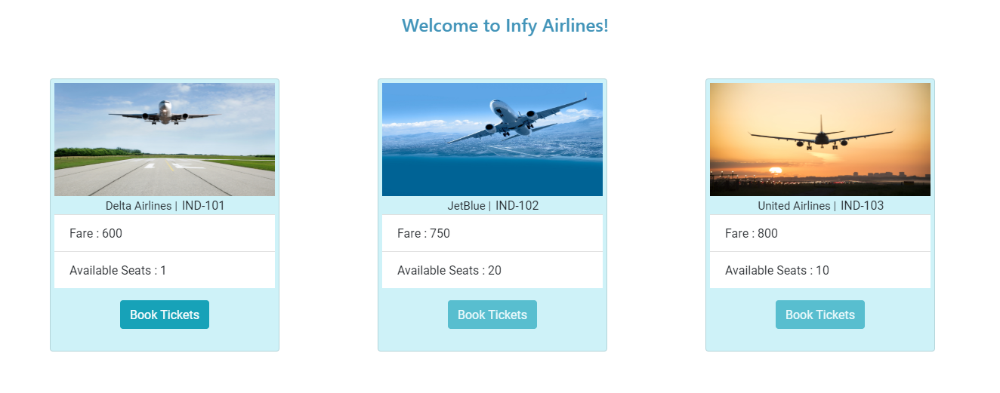 Welcome to Infy Airlines!
Delta Airlines | IND-101
Fare : 600
Available Seats : 1
Book Tickets
JetBlue | IND-102
Fare : 750
Available Seats : 20
Book Tickets
United Airlines | IND-103
Fare : 800
Available Seats : 10
Book Tickets